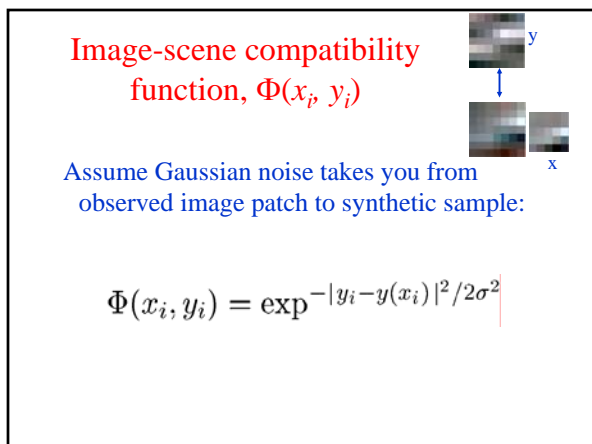 Image-scene compatibility
function, Φ(xᵢ, yᵢ)
y
x
Assume Gaussian noise takes you from
observed image patch to synthetic sample:
Φ(xᵢ, yᵢ) = exp^{−|yᵢ−y(xᵢ)|²/2σ²}